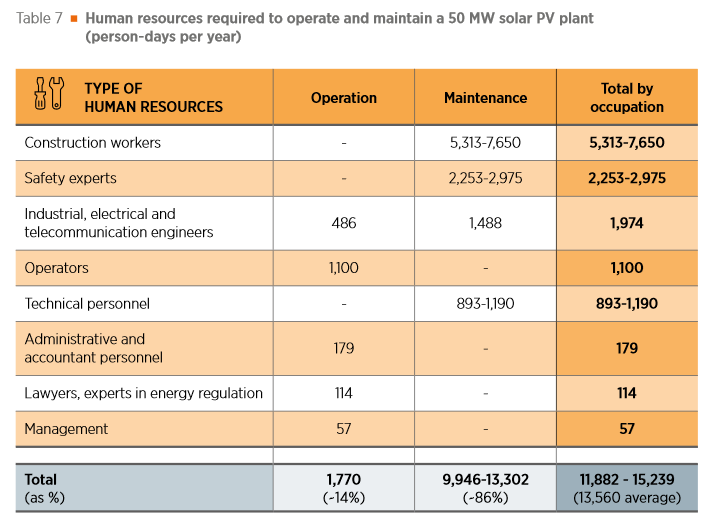 Table 7 ■ Human resources required to operate and maintain a 50 MW solar PV plant
(person-days per year)
TYPE OF
HUMAN RESOURCES
Operation
Maintenance
Total by
occupation
Construction workers - 5,313-7,650 5,313-7,650
Safety experts - 2,253-2,975 2,253-2,975
Industrial, electrical and
telecommunication engineers
486 1,488 1,974
Operators 1,100 - 1,100
Technical personnel - 893-1,190 893-1,190
Administrative and
accountant personnel
179 - 179
Lawyers, experts in energy regulation 114 - 114
Management 57 - 57
Total 1,770 9,946-13,302 11,882 - 15,239
(as %) (~14%) (~86%) (13,560 average)